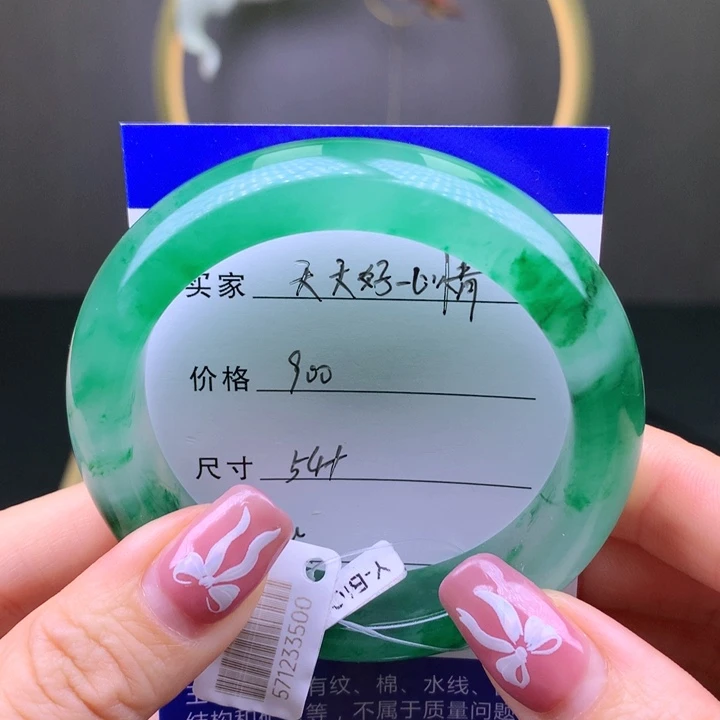 买家 天天好心情
价格 900
尺寸 54+
571233500
有纹、棉、水线、
等，不属于质量问题